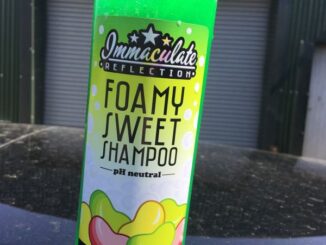 Immaculate
REFLECTION
FOAMY
SWEET
SHAMPOO
pH neutral